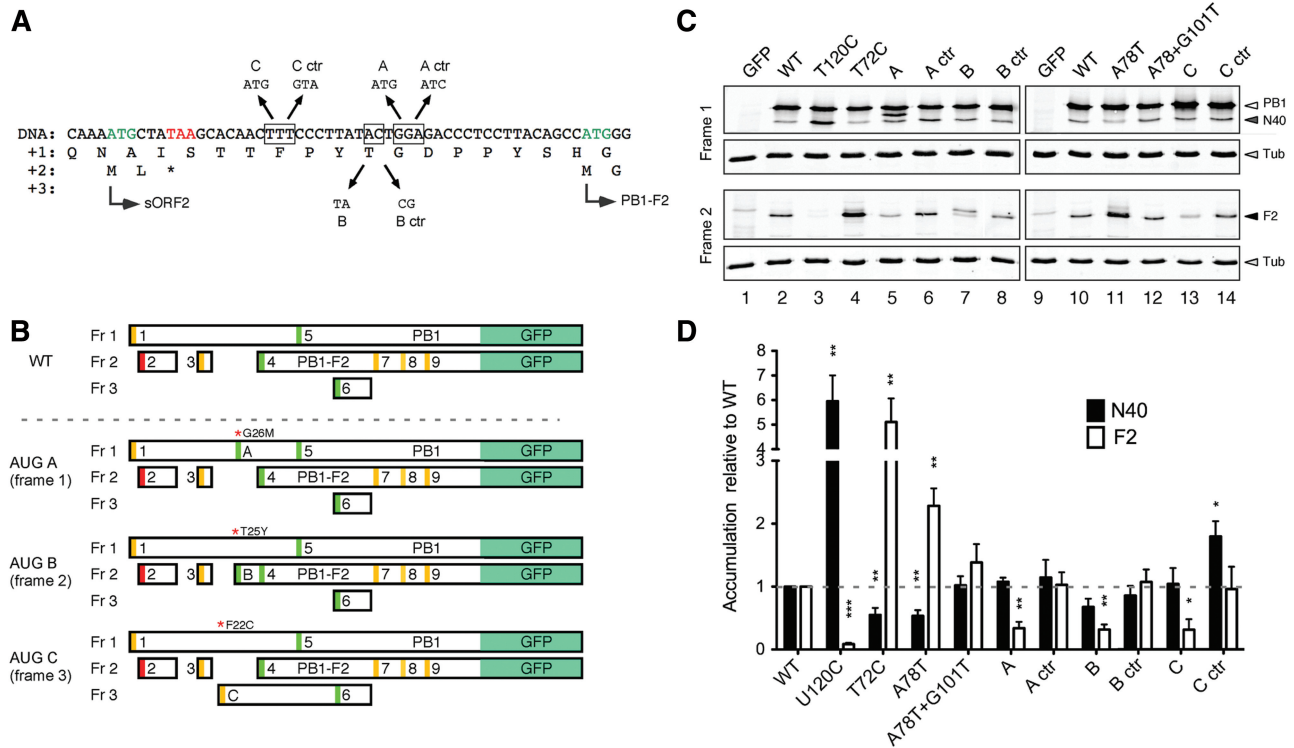 A
C C ctr A A ctr
ATG GTA ATG ATC
DNA: CAAAATGCTATAAGCACAACTTTCCCTTATACTGGAGACCCTCCTTACAGCCATGGG
+1: Q N A I S T T F P Y T G D P P Y S H G
+2: M L * M G
+3:
sORF2 PB1-F2
TA CG
B B ctr
B
WT
Fr 1 1 5 PB1 GFP
Fr 2 2 3 4 PB1-F2 7 8 9 GFP
Fr 3 6
AUG A
(frame 1)
*G26M
Fr 1 1 A 5 PB1 GFP
Fr 2 2 3 4 PB1-F2 7 8 9 GFP
Fr 3 6
AUG B
(frame 2)
*T25Y
Fr 1 1 5 PB1 GFP
Fr 2 2 3 B 4 PB1-F2 7 8 9 GFP
Fr 3 6
AUG C
(frame 3)
*F22C
Fr 1 1 5 PB1 GFP
Fr 2 2 3 4 PB1-F2 7 8 9 GFP
Fr 3 C 6
C
GFP WT T120C T72C A A ctr B B ctr GFP WT A78T A78+G101T C C ctr
Frame 1
PB1
N40
Tub
Frame 2
F2
Tub
1 2 3 4 5 6 7 8 9 10 11 12 13 14
D
Accumulation relative to WT
8
7
6
5
4
3
2
1
0
** *** ** ** ** ** ** ** * *
N40
F2
WT U120C T72C A78T A78T+G101T A A ctr B B ctr C C ctr